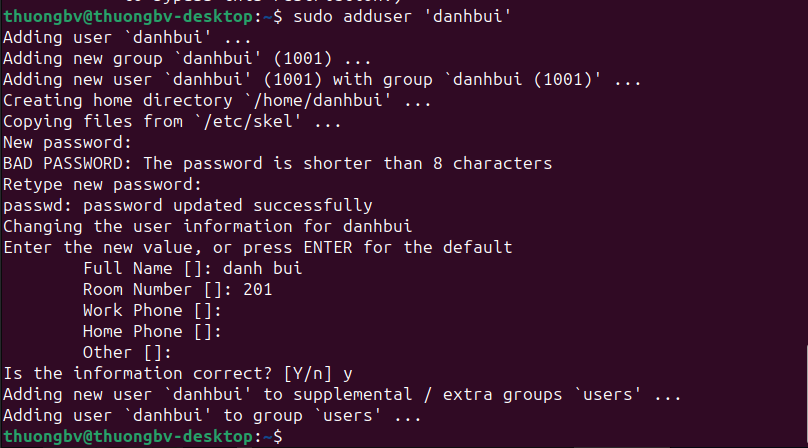 thuongbv@thuongbv-desktop:~$ sudo adduser 'danhbui'
Adding user `danhbui' ...
Adding new group `danhbui' (1001) ...
Adding new user `danhbui' (1001) with group `danhbui (1001)' ...
Creating home directory `/home/danhbui' ...
Copying files from `/etc/skel' ...
New password:
BAD PASSWORD: The password is shorter than 8 characters
Retype new password:
passwd: password updated successfully
Changing the user information for danhbui
Enter the new value, or press ENTER for the default
Full Name []: danh bui
Room Number []: 201
Work Phone []:
Home Phone []:
Other []:
Is the information correct? [Y/n] y
Adding new user `danhbui' to supplemental / extra groups `users' ...
Adding user `danhbui' to group `users' ...
thuongbv@thuongbv-desktop:~$